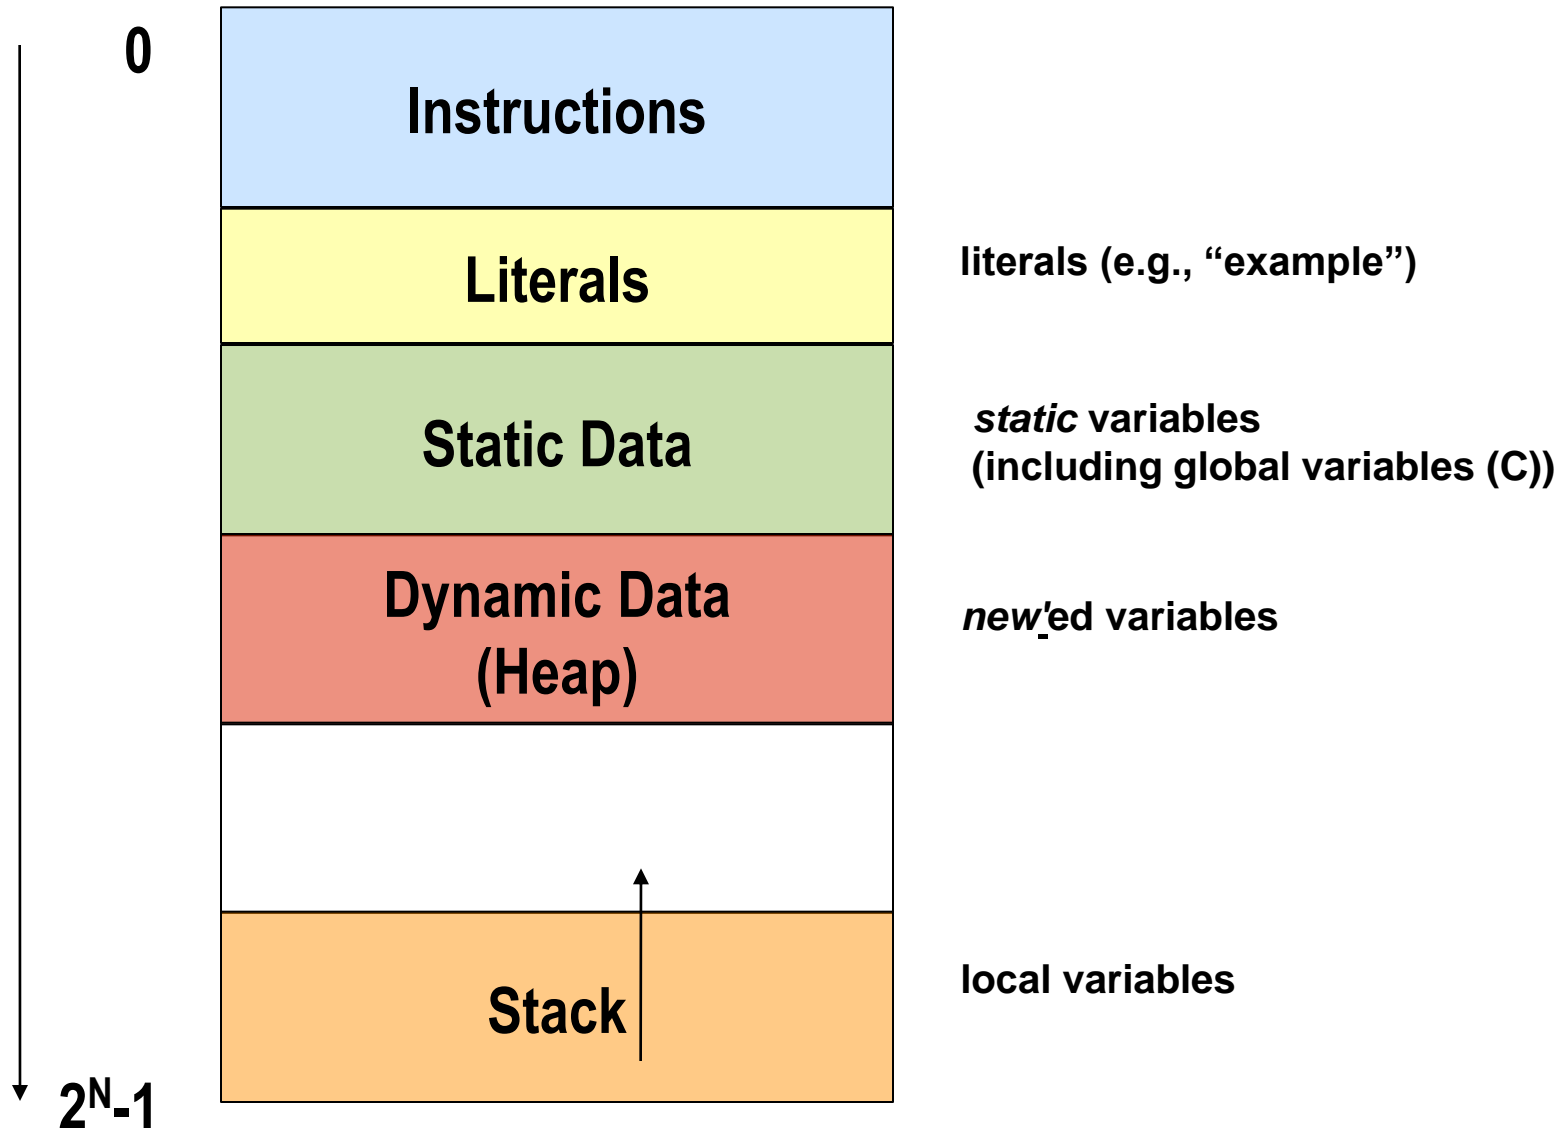 0
Instructions
Literals
literals (e.g., “example”)
Static Data
static variables
(including global variables (C))
Dynamic Data
(Heap)
new'ed variables
Stack
local variables
2ᴺ-1